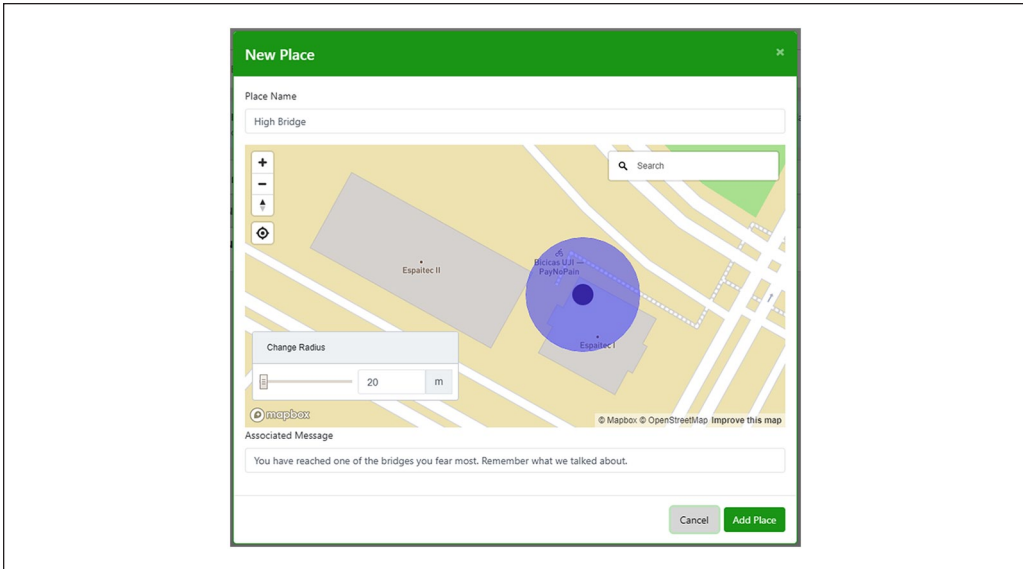 New Place
×
Place Name
High Bridge
Search
Bicicas UJI —
PayNoPain
Espaitec II
Espaitec I
Change Radius
20 m
mapbox
© Mapbox © OpenStreetMap Improve this map
Associated Message
You have reached one of the bridges you fear most. Remember what we talked about.
Cancel Add Place